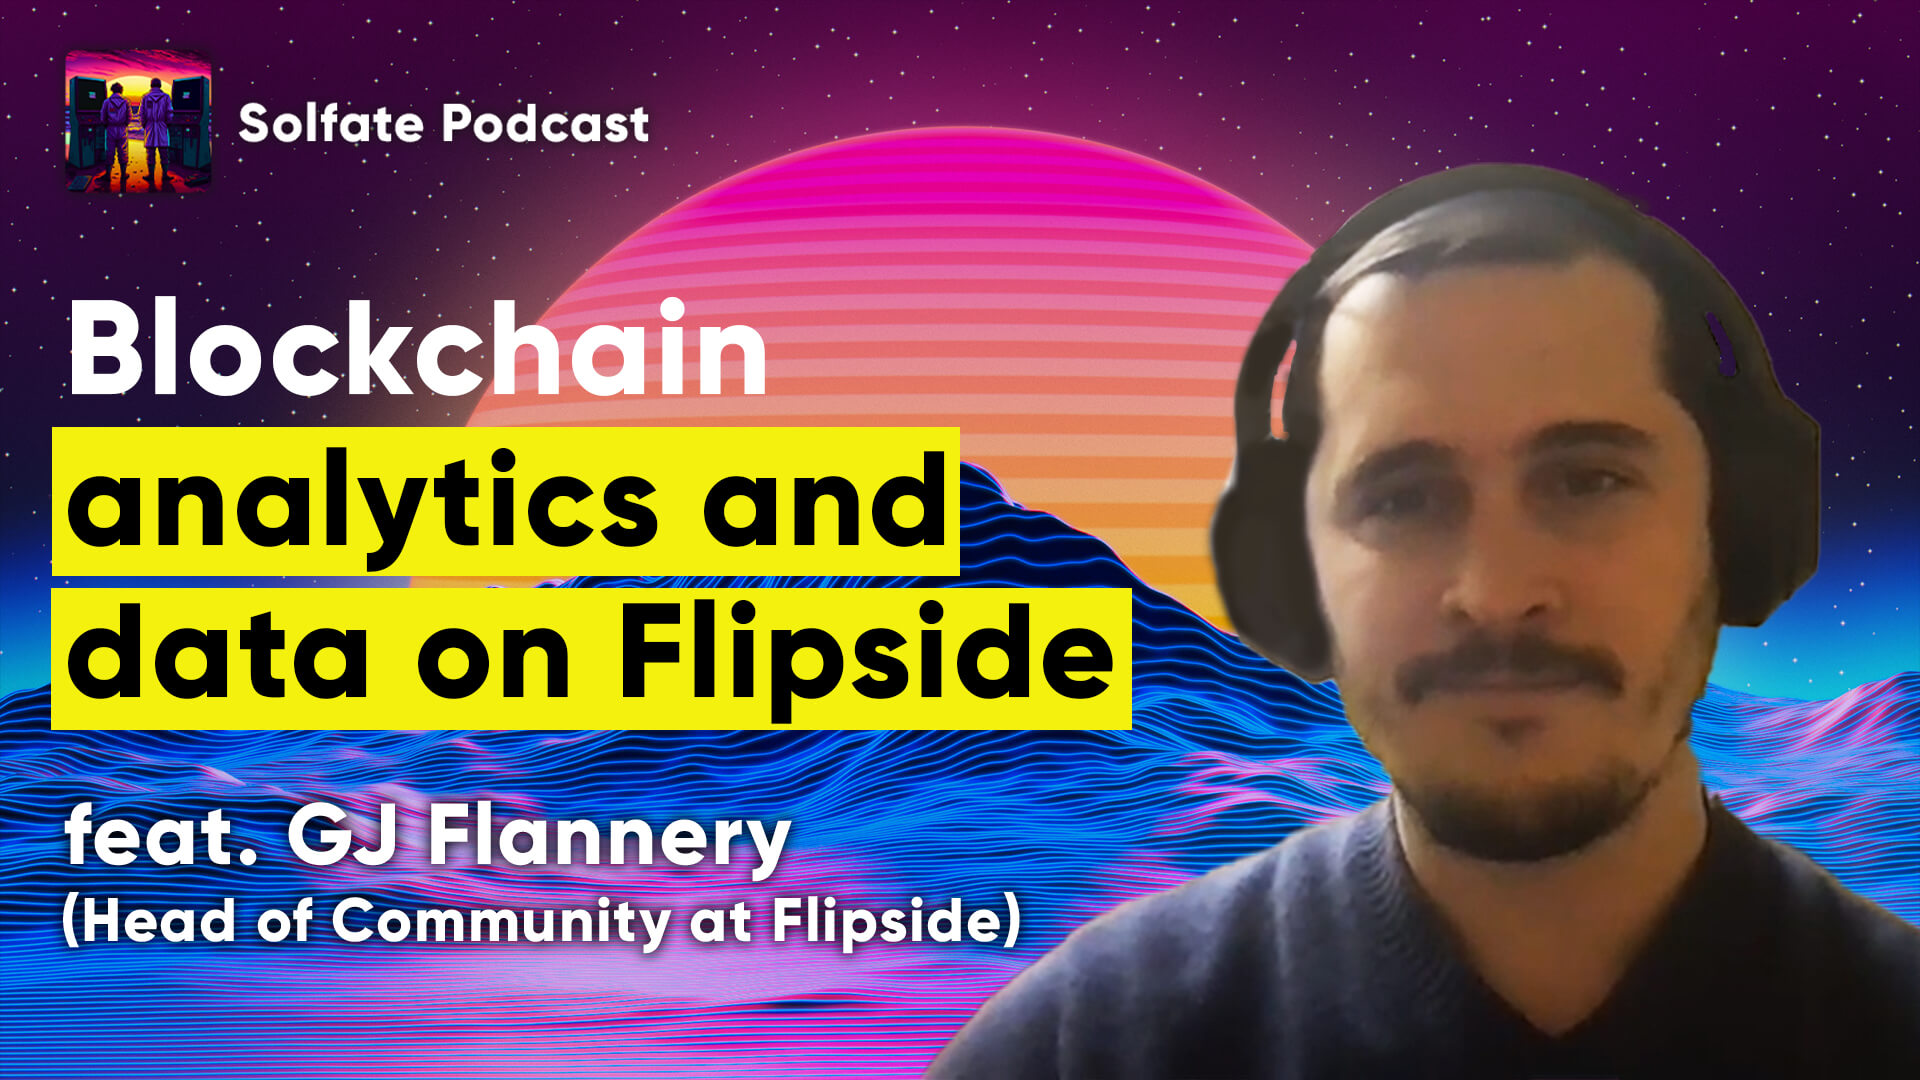 Solfate Podcast
Blockchain
analytics and
data on Flipside
feat. GJ Flannery
(Head of Community at Flipside)